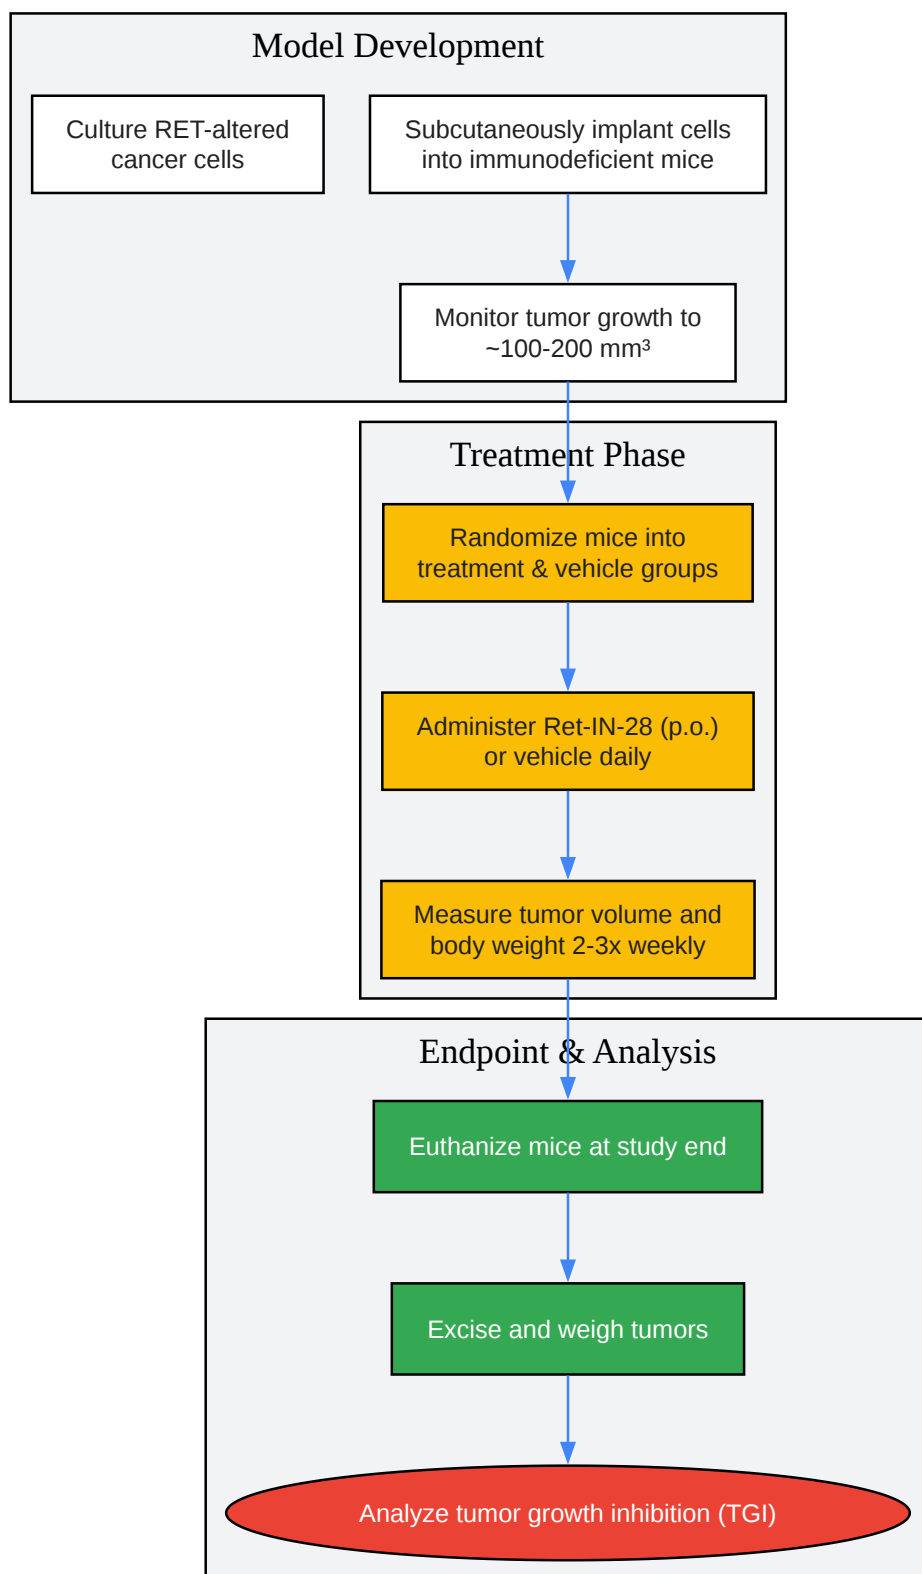 Model Development
Culture RET-altered
cancer cells
Subcutaneously implant cells
into immunodeficient mice
Monitor tumor growth to
~100-200 mm³
Treatment Phase
Randomize mice into
treatment & vehicle groups
Administer Ret-IN-28 (p.o.)
or vehicle daily
Measure tumor volume and
body weight 2-3x weekly
Endpoint & Analysis
Euthanize mice at study end
Excise and weigh tumors
Analyze tumor growth inhibition (TGI)